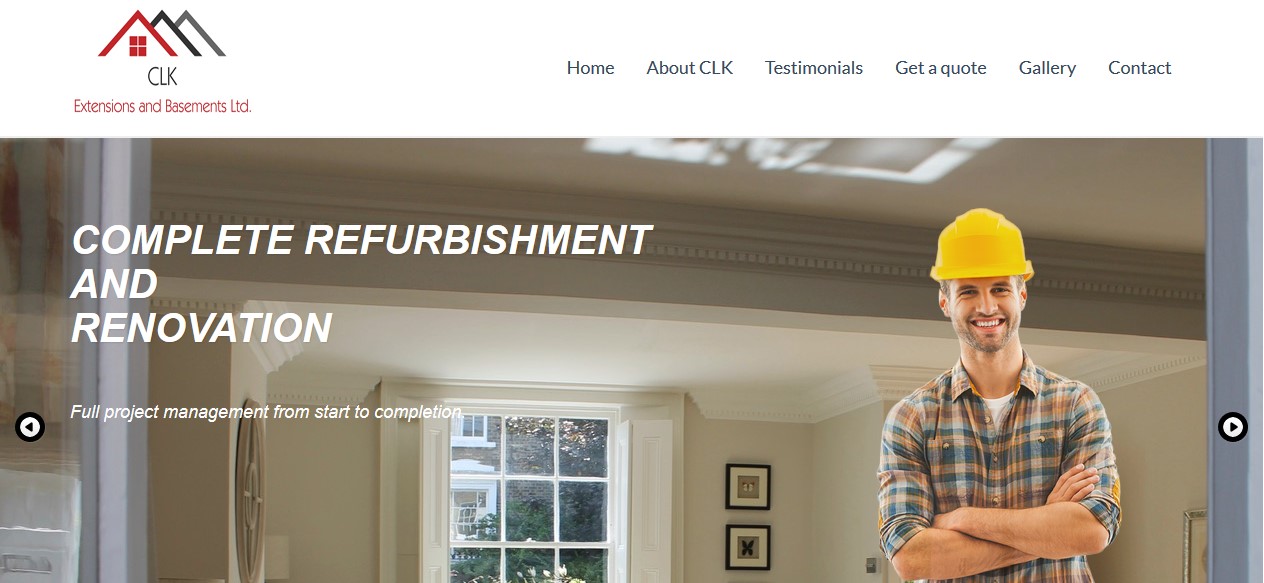 CLK
Extensions and Basements Ltd.
Home About CLK Testimonials Get a quote Gallery Contact
COMPLETE REFURBISHMENT
AND
RENOVATION
Full project management from start to completion.